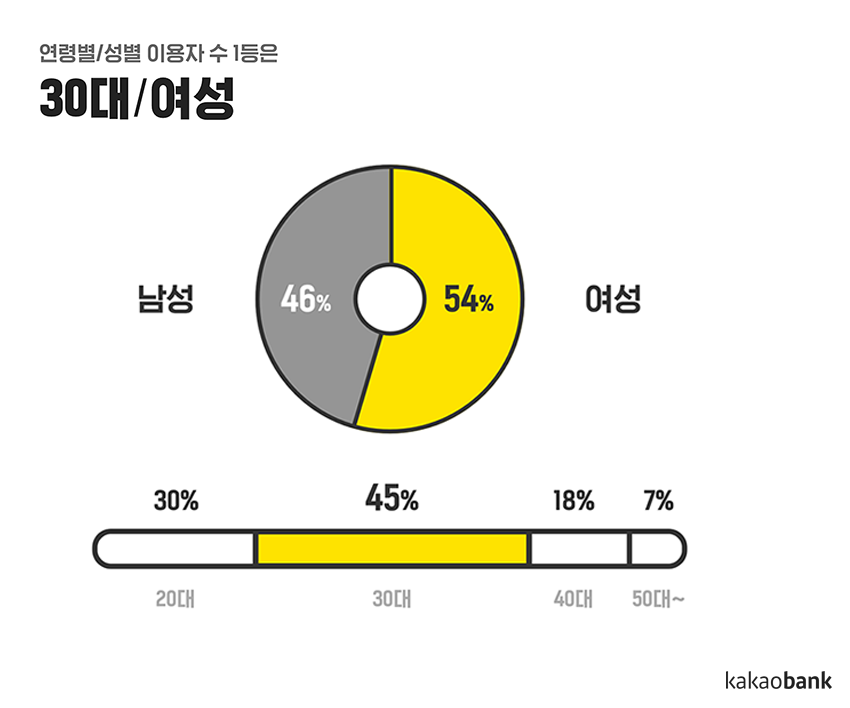 연령별/성별 이용자 수 1등은
30대/여성
남성 46% 54% 여성
30% 45% 18% 7%
20대 30대 40대 50대~
kakaobank